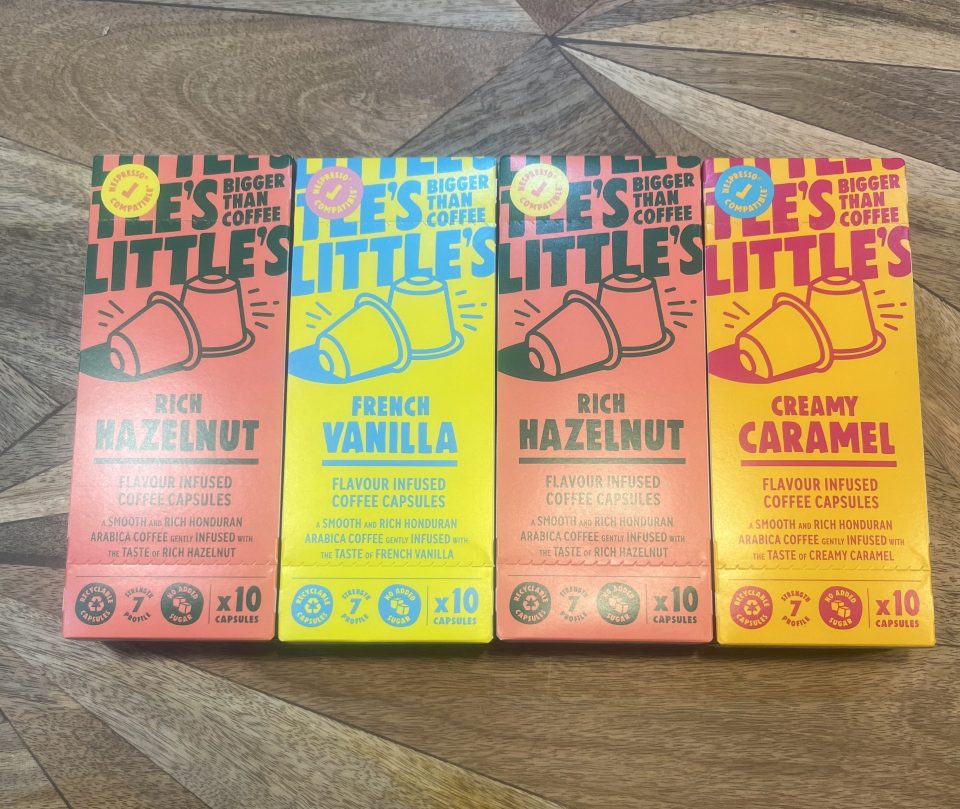 TTLE'S
NESPRESSO®
COMPATIBLE*
TLE'S
BIGGER
THAN
COFFEE
LITTLE'S
RICH
HAZELNUT
FLAVOUR INFUSED
COFFEE CAPSULES
A SMOOTH AND RICH HONDURAN
ARABICA COFFEE GENTLY INFUSED WITH
THE TASTE OF RICH HAZELNUT
RECYCLABLE
CAPSULES
STRENGTH
7
PROFILE
NO ADDED
SUGAR
x10
CAPSULES
NESPRESSO®
COMPATIBLE*
TLE'S
BIGGER
THAN
COFFEE
LITTLE'S
FRENCH
VANILLA
FLAVOUR INFUSED
COFFEE CAPSULES
A SMOOTH AND RICH HONDURAN
ARABICA COFFEE GENTLY INFUSED WITH
THE TASTE OF FRENCH VANILLA
RECYCLABLE
CAPSULES
STRENGTH
7
PROFILE
NO ADDED
SUGAR
x10
CAPSULES
NESPRESSO®
COMPATIBLE*
TLE'S
BIGGER
THAN
COFFEE
LITTLE'S
RICH
HAZELNUT
FLAVOUR INFUSED
COFFEE CAPSULES
A SMOOTH AND RICH HONDURAN
ARABICA COFFEE GENTLY INFUSED WITH
THE TASTE OF RICH HAZELNUT
RECYCLABLE
CAPSULES
STRENGTH
7
PROFILE
NO ADDED
SUGAR
x10
CAPSULES
NESPRESSO®
COMPATIBLE*
TLE'S
BIGGER
THAN
COFFEE
LITTLE'S
CREAMY
CARAMEL
FLAVOUR INFUSED
COFFEE CAPSULES
A SMOOTH AND RICH HONDURAN
ARABICA COFFEE GENTLY INFUSED WITH
THE TASTE OF CREAMY CARAMEL
RECYCLABLE
CAPSULES
STRENGTH
7
PROFILE
NO ADDED
SUGAR
x10
CAPSULES